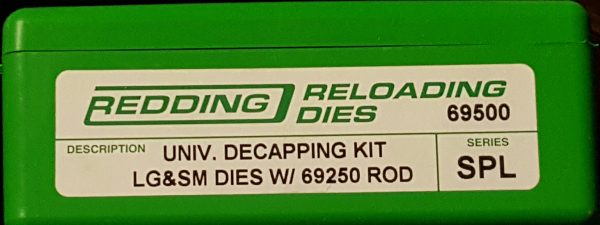 REDDING RELOADING
DIES 69500
DESCRIPTION UNIV. DECAPPING KIT
LG&SM DIES W/ 69250 ROD
SERIES
SPL